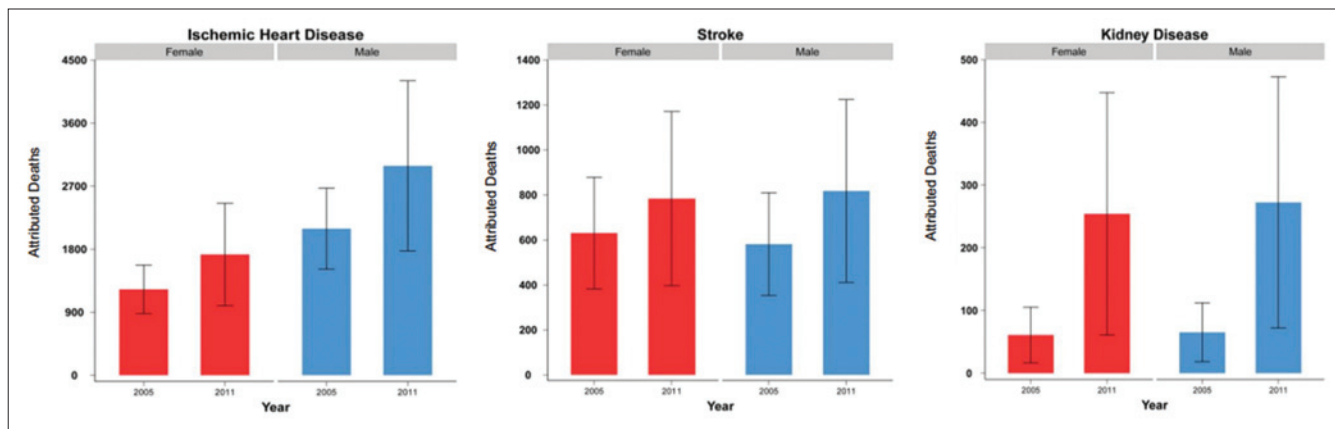 Ischemic Heart Disease
Female Male
Attributed Deaths
4500
3600
2700
1800
900
0
2005 2011 2005 2011
Year
Stroke
Female Male
Attributed Deaths
1400
1200
1000
800
600
400
200
0
2005 2011 2005 2011
Year
Kidney Disease
Female Male
Attributed Deaths
500
400
300
200
100
0
2005 2011 2005 2011
Year